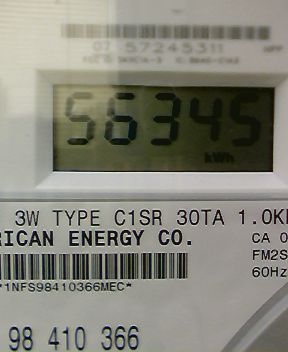 07 57245311
56345
kWh
3W TYPE C1SR 30TA 1.0K
RICAN ENERGY CO.
CA 0
FM2S
60Hz
*1NFS98410366MEC*
98 410 366